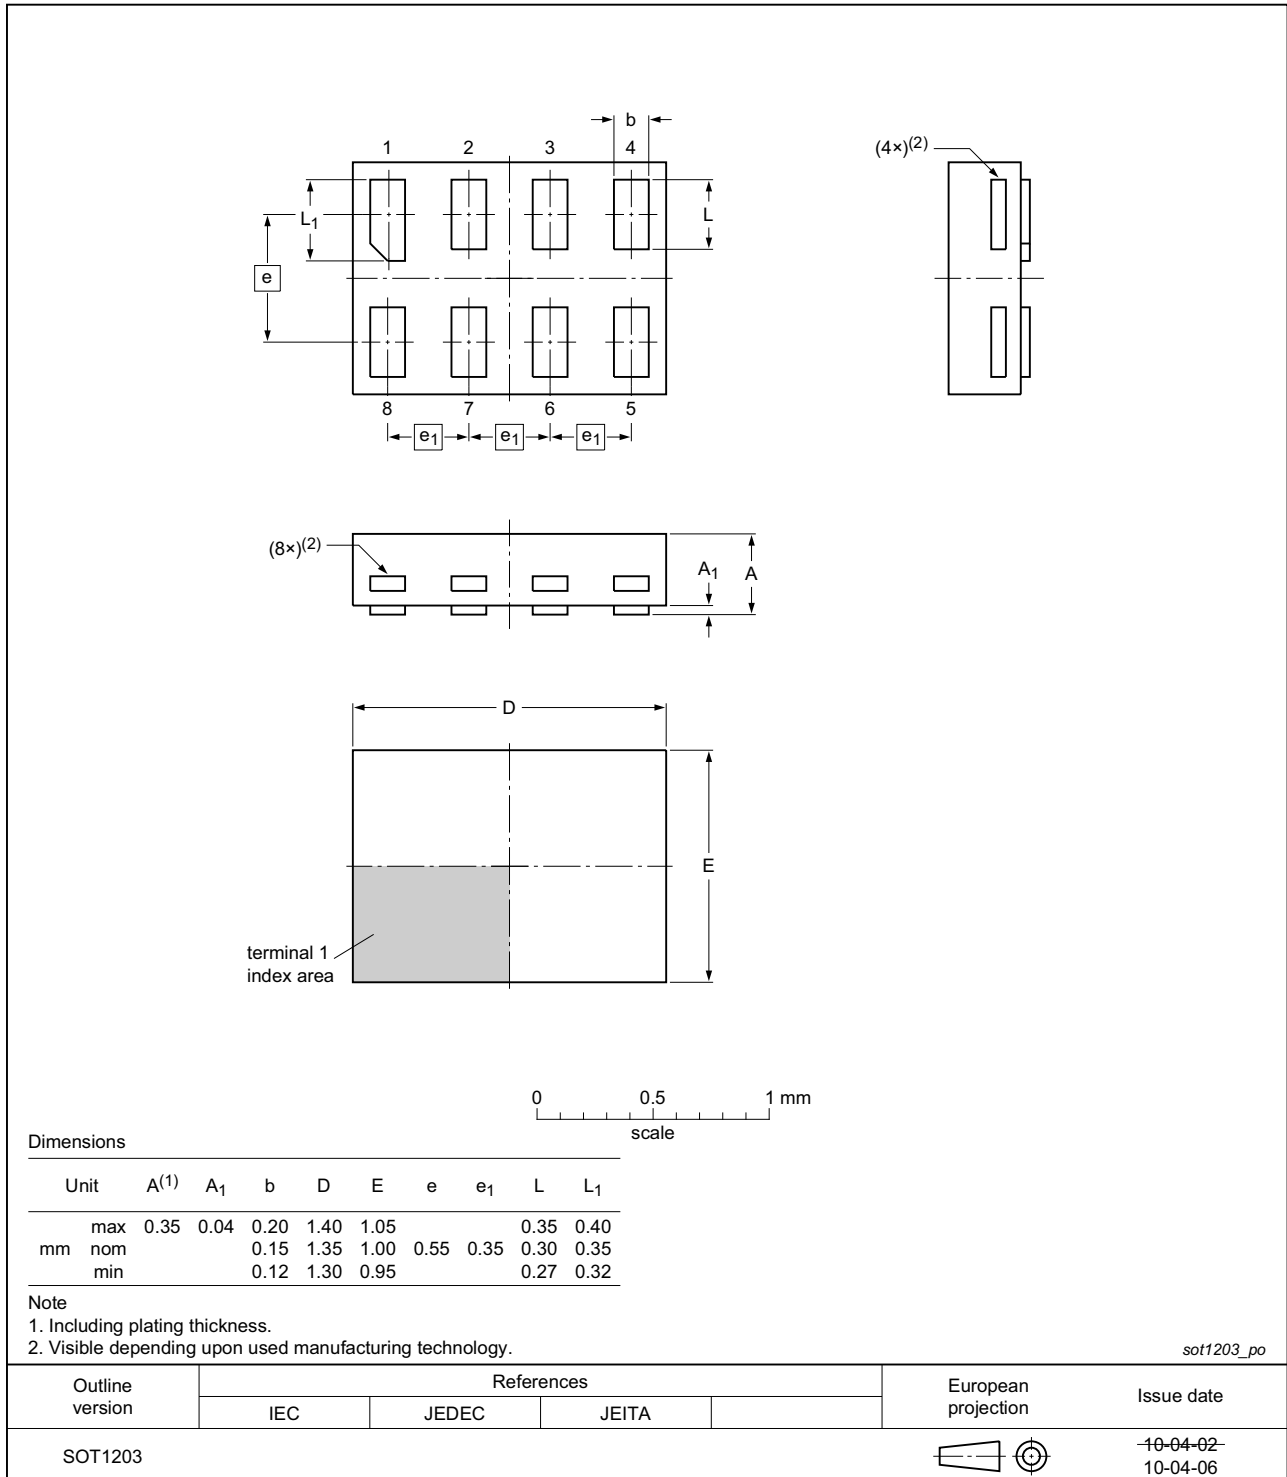 b
1 2 3 4
(4×)(2)
L1
L
e
8 7 6 5
e1 e1 e1
(8×)(2)
A1 A
D
E
terminal 1
index area
0 0.5 1 mm
scale
Dimensions
Unit A(1) A1 b D E e e1 L L1
max 0.35 0.04 0.20 1.40 1.05 0.35 0.40
mm nom 0.15 1.35 1.00 0.55 0.35 0.30 0.35
min 0.12 1.30 0.95 0.27 0.32
Note
1. Including plating thickness.
2. Visible depending upon used manufacturing technology.
sot1203_po
Outline
version
References
IEC JEDEC JEITA
European
projection
Issue date
SOT1203
10-04-02
10-04-06